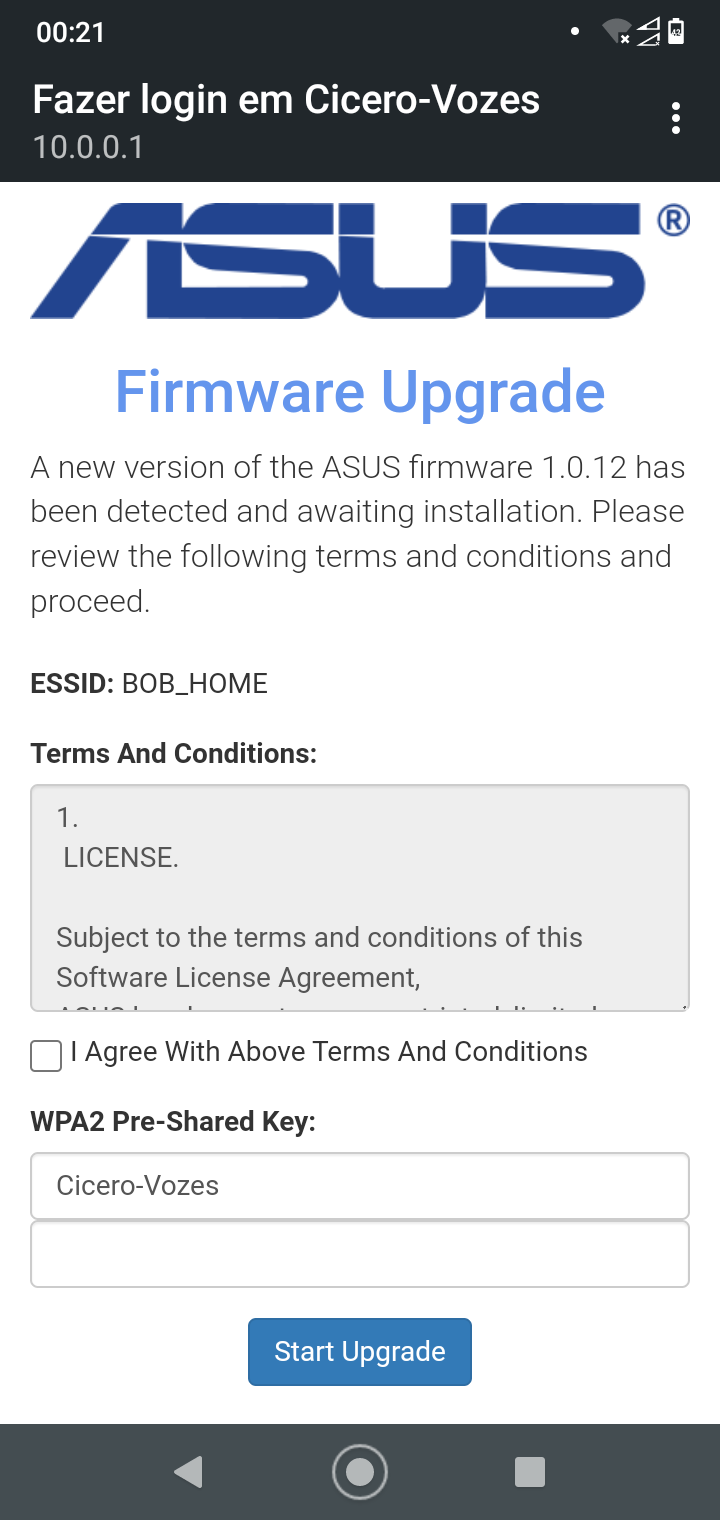 00:21
42
Fazer login em Cicero-Vozes
10.0.0.1
ASUS ®
Firmware Upgrade
A new version of the ASUS firmware 1.0.12 has
been detected and awaiting installation. Please
review the following terms and conditions and
proceed.
ESSID: BOB_HOME
Terms And Conditions:
1.
LICENSE.
Subject to the terms and conditions of this
Software License Agreement,
I Agree With Above Terms And Conditions
WPA2 Pre-Shared Key:
Cicero-Vozes
Start Upgrade